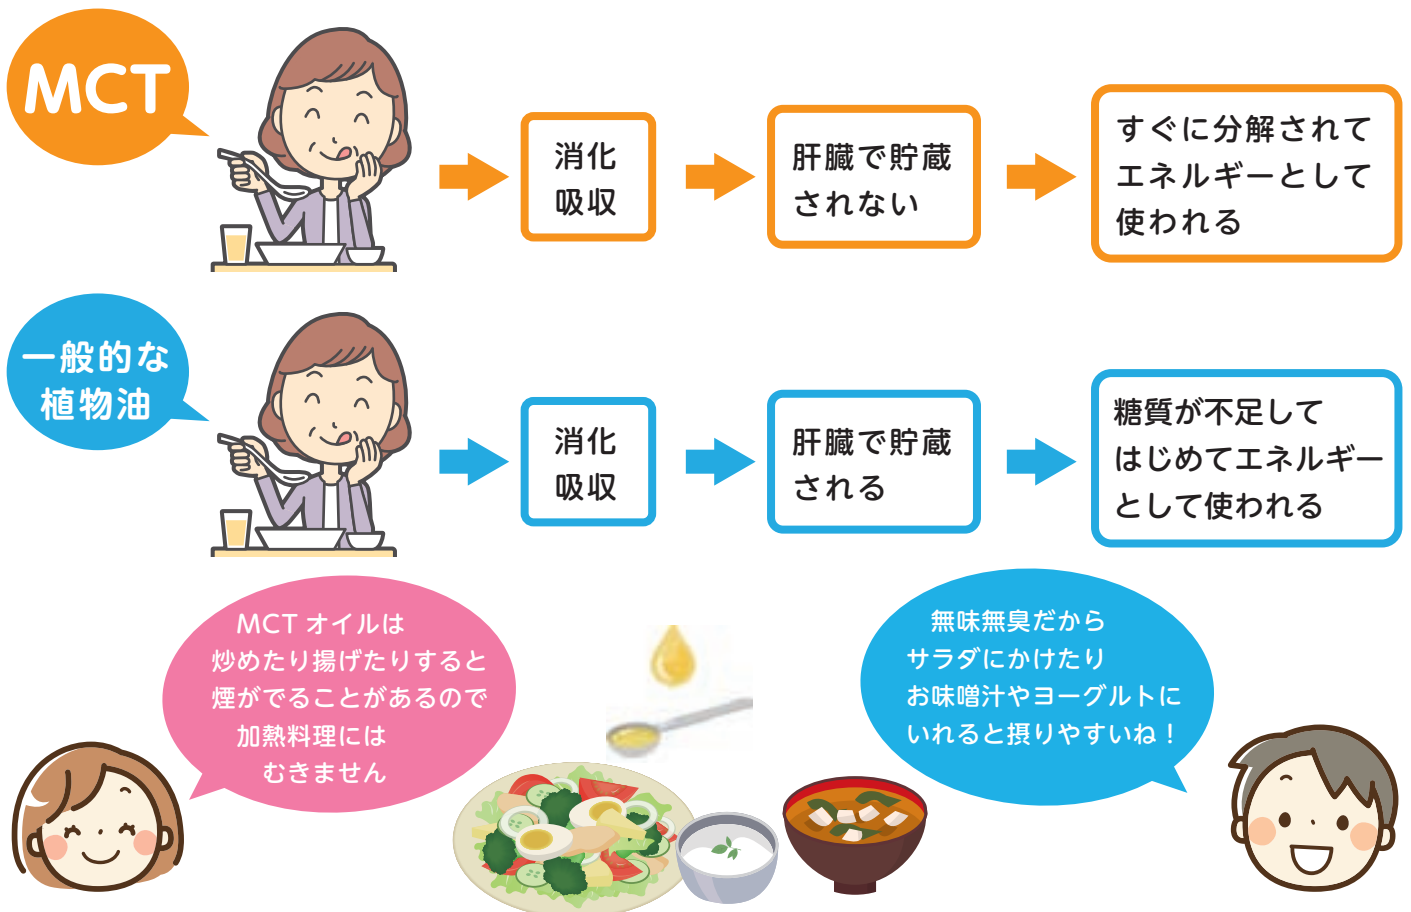 MCT
消化
吸収
肝臓で貯蔵
されない
すぐに分解されて
エネルギーとして
使われる
一般的な
植物油
消化
吸収
肝臓で貯蔵
される
糖質が不足して
はじめてエネルギー
として使われる
MCT オイルは
炒めたり揚げたりすると
煙がでることがあるので
加熱料理には
むきません
無味無臭だから
サラダにかけたり
お味噌汁やヨーグルトに
いれると摂りやすいね！